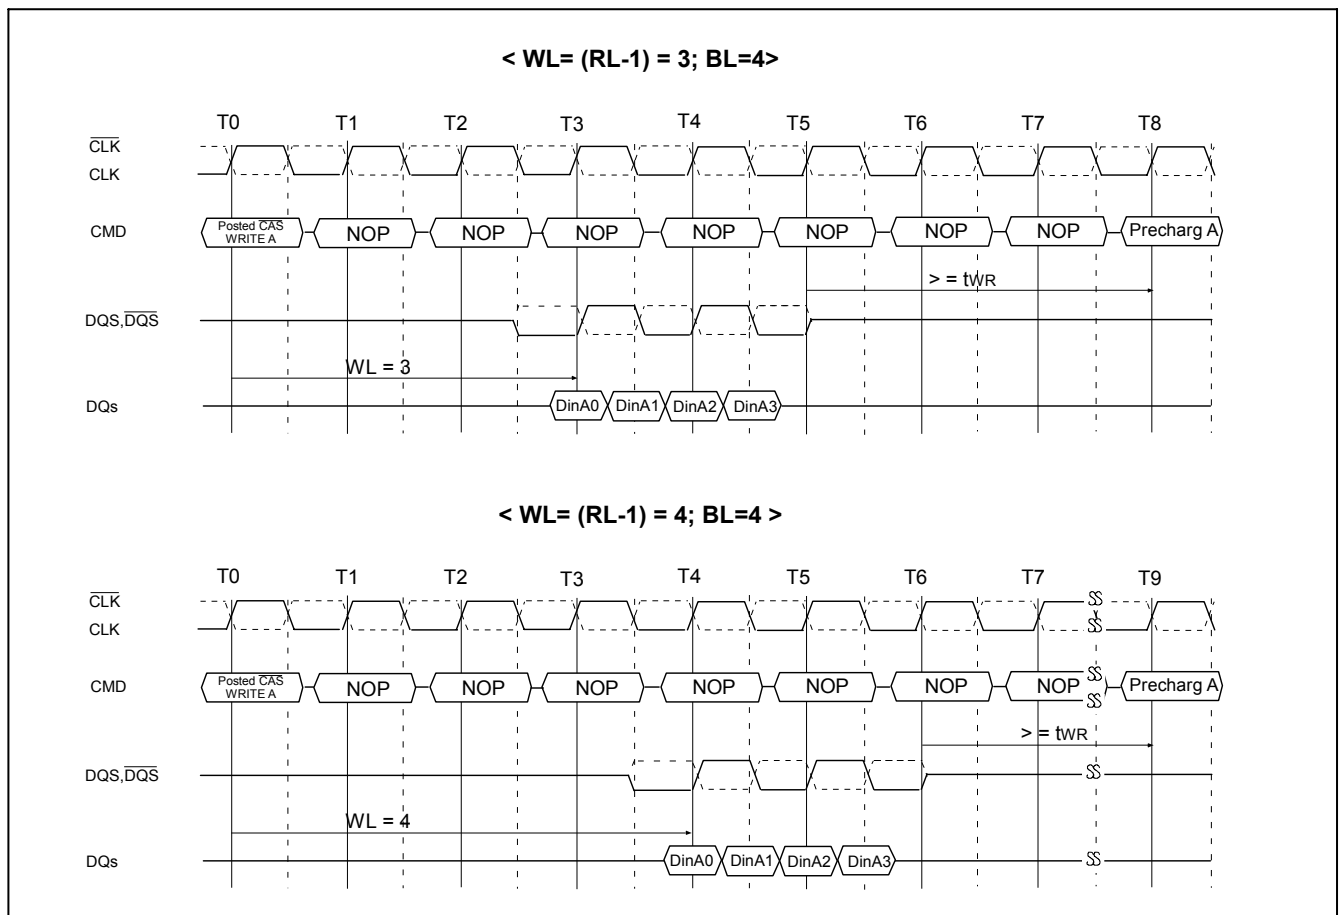 < WL= (RL-1) = 3; BL=4>
T0 T1 T2 T3 T4 T5 T6 T7 T8
CLK
CLK
CMD Posted CAS WRITE A NOP NOP NOP NOP NOP NOP NOP Precharg A
> = tWR
DQS,DQS
WL = 3
DQs DinA0 DinA1 DinA2 DinA3
< WL= (RL-1) = 4; BL=4 >
T0 T1 T2 T3 T4 T5 T6 T7 T9
CLK
CLK
CMD Posted CAS WRITE A NOP NOP NOP NOP NOP NOP NOP Precharg A
> = tWR
DQS,DQS
WL = 4
DQs DinA0 DinA1 DinA2 DinA3